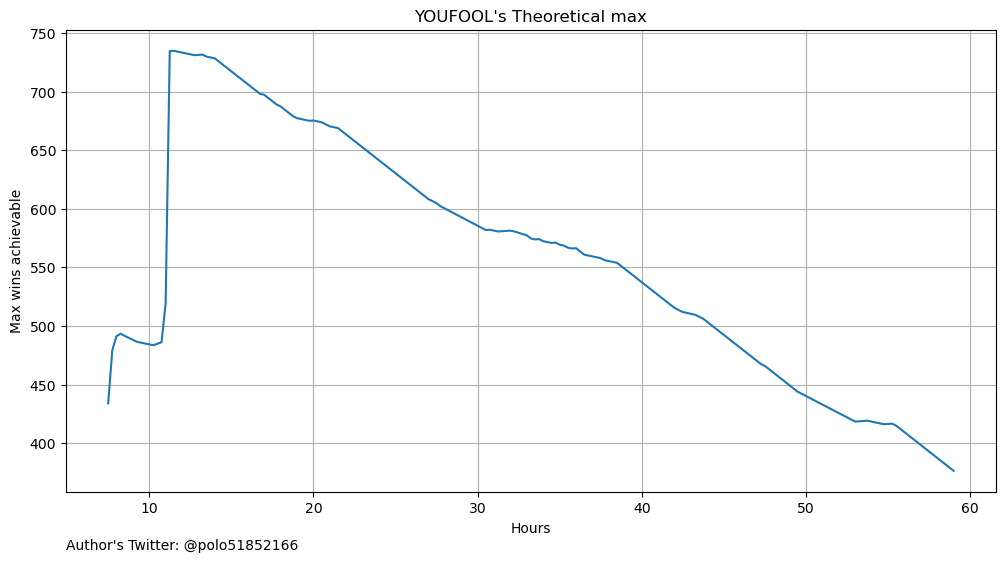 YOUFOOL's Theoretical max
750
700
650
600
550
500
450
400
Max wins achievable
10 20 30 40 50 60
Hours
Author's Twitter: @polo51852166